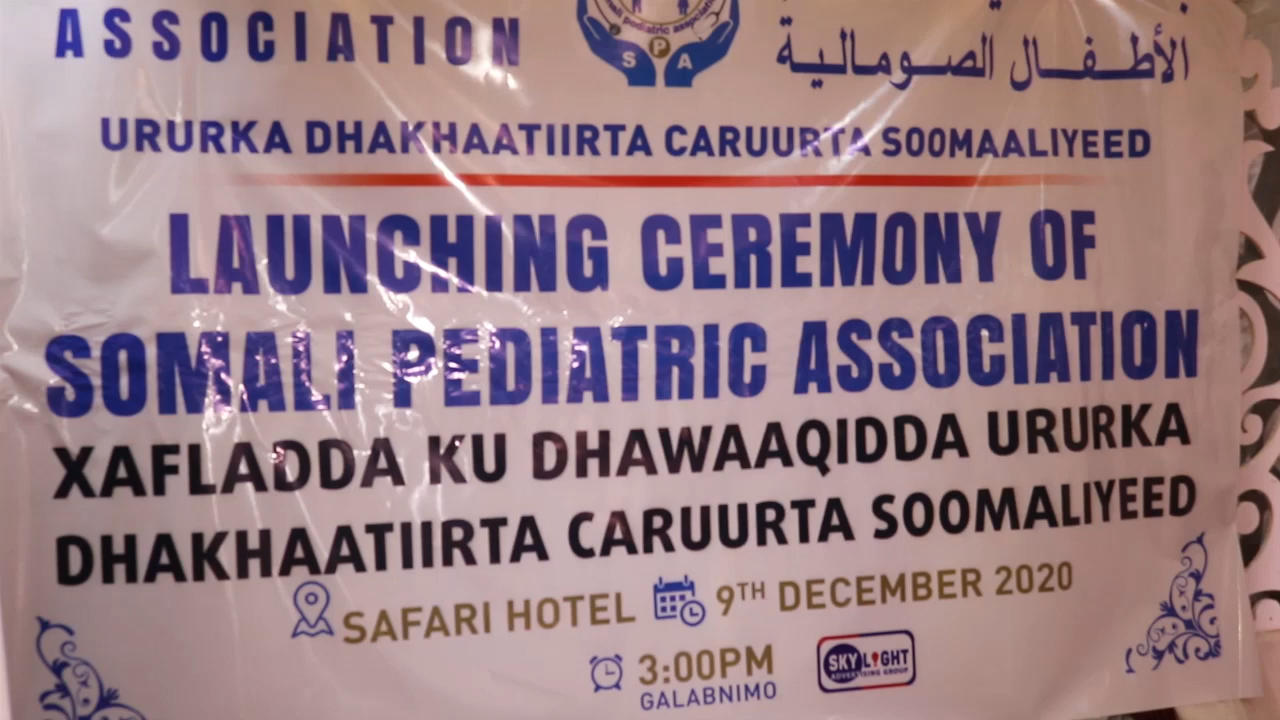 ASSOCIATION
pediatric
S P A
الأطفال الصومالية
URURKA DHAKHAATIIRTA CARUURTA SOOMAALIYEED
LAUNCHING CEREMONY OF
SOMALI PEDIATRIC ASSOCIATION
XAFLADDA KU DHAWAAQIDDA URURKA
DHAKHAATIIRTA CARUURTA SOOMALIYEED
SAFARI HOTEL 9TH DECEMBER 2020
3:00PM
GALABNIMO
SKYLIGHT
ADVERTISING GROUP